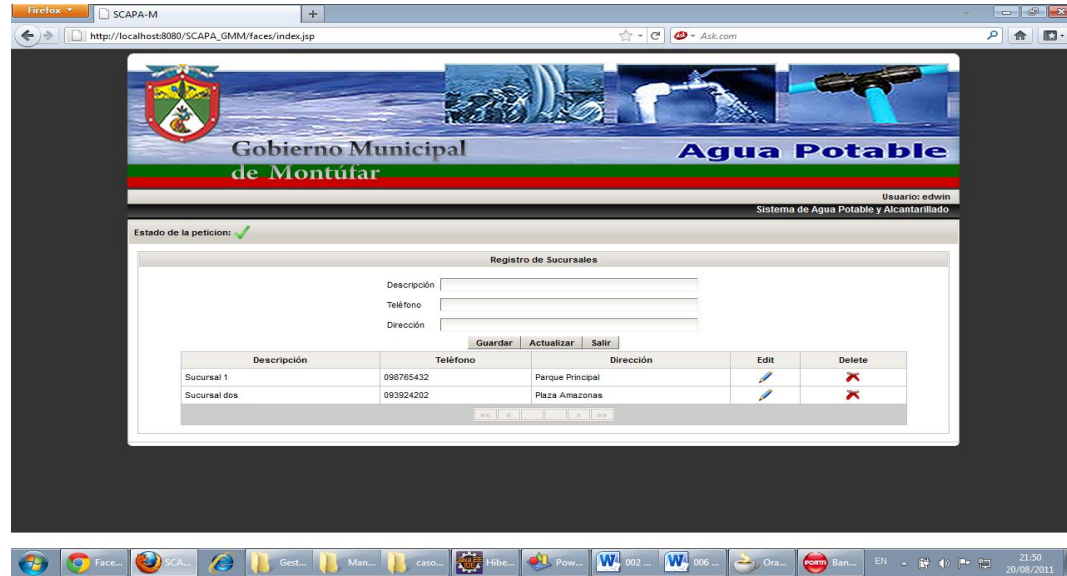 Firefox
SCAPA-M
http://localhost:8080/SCAPA_GMM/faces/index.jsp
Ask.com
Gobierno Municipal
de Montúfar
Agua Potable
Usuario: edwin
Sistema de Agua Potable y Alcantarillado
Estado de la peticion:
Registro de Sucursales
Descripción
Teléfono
Dirección
Guardar Actualizar Salir
Descripción Teléfono Dirección Edit Delete
Sucursal 1 098765432 Parque Principal
Sucursal dos 093924202 Plaza Amazonas
«« « » »»
Face... SCA... Gest... Man... caso... Hibe... Pow... 002 ... 006 ... Ora... Ban... EN 21:50
20/08/2011